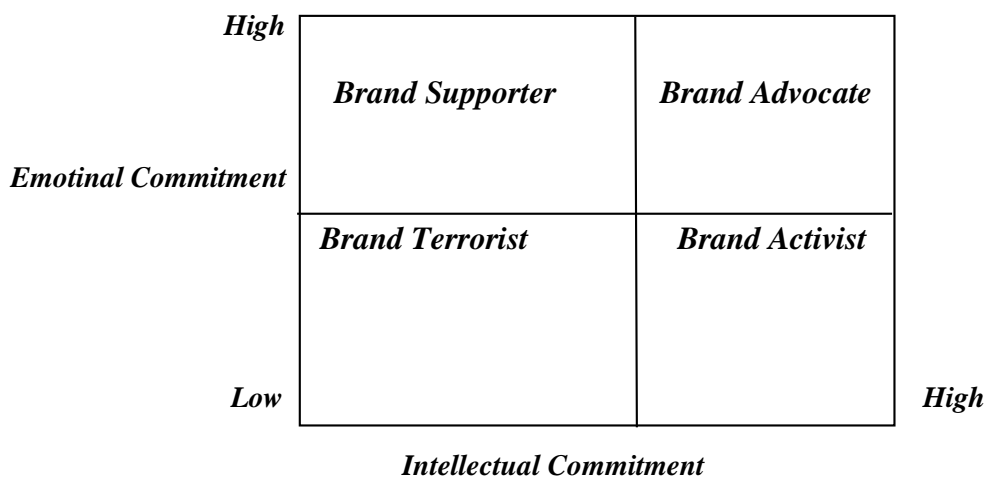 High
Brand Supporter Brand Advocate
Emotinal Commitment
Brand Terrorist Brand Activist
Low High
Intellectual Commitment